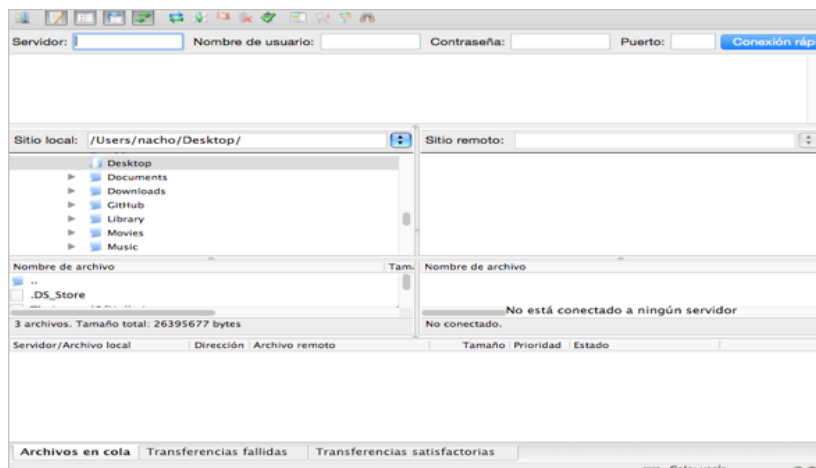 Servidor: Nombre de usuario: Contraseña: Puerto: Conexión ráp
Sitio local: /Users/nacho/Desktop/ Sitio remoto:
Desktop
Documents
Downloads
GitHub
Library
Movies
Music
Nombre de archivo Tam. Nombre de archivo
..
.DS_Store
No está conectado a ningún servidor
3 archivos. Tamaño total: 26395677 bytes No conectado.
Servidor/Archivo local Dirección Archivo remoto Tamaño Prioridad Estado
Archivos en cola Transferencias fallidas Transferencias satisfactorias